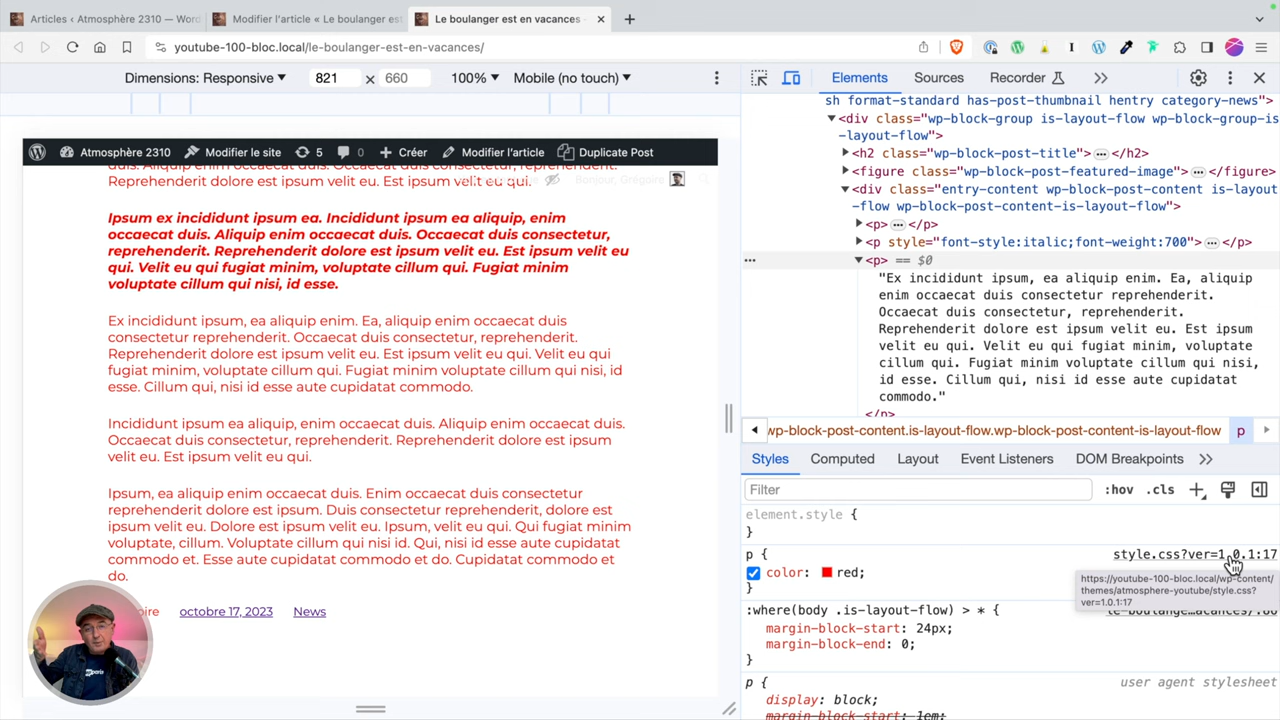 Articles ‹ Atmosphère 2310 — Word
Modifier l'article « Le boulanger est
Le boulanger est en vacances
youtube-100-bloc.local/le-boulanger-est-en-vacances/
Dimensions: Responsive
821
×
660
100%
Mobile (no touch)
Atmosphère 2310
Modifier le site
5
0
Créer
Modifier l'article
Duplicate Post
Bonjour, Grégoire
Reprehenderit dolore est ipsum velit eu. Est ipsum velit eu qui.
Ipsum ex incididunt ipsum ea. Incididunt ipsum ea aliquip, enim
occaecat duis. Aliquip enim occaecat duis. Occaecat duis consectetur,
reprehenderit. Reprehenderit dolore est ipsum velit eu. Est ipsum velit eu
qui. Velit eu qui fugiat minim, voluptate cillum qui. Fugiat minim
voluptate cillum qui nisi, id esse.
Ex incididunt ipsum, ea aliquip enim. Ea, aliquip enim occaecat duis
consectetur reprehenderit. Occaecat duis consectetur, reprehenderit.
Reprehenderit dolore est ipsum velit eu. Est ipsum velit eu qui. Velit eu qui
fugiat minim, voluptate cillum qui. Fugiat minim voluptate cillum qui nisi, id
esse. Cillum qui, nisi id esse aute cupidatat commodo.
Incididunt ipsum ea aliquip, enim occaecat duis. Aliquip enim occaecat duis.
Occaecat duis consectetur, reprehenderit. Reprehenderit dolore est ipsum
velit eu. Est ipsum velit eu qui.
Ipsum, ea aliquip enim occaecat duis. Enim occaecat duis consectetur
reprehenderit ipsum. Duis consectetur reprehenderit, dolore est
ipsum velit eu. Dolore est ipsum velit eu. Ipsum, velit eu qui. Qui fugiat minim
voluptate, cillum. Voluptate cillum qui nisi id. Qui, nisi id esse aute cupidatat
commodo et. Esse aute cupidatat commodo et do. Cupidatat commodo et
do.
oire
octobre 17, 2023
News
Elements
Sources
Recorder
sh format-standard has-post-thumbnail hentry category-news">
<div class="wp-block-group is-layout-flow wp-block-group-is
-layout-flow">
<h2 class="wp-block-post-title"> … </h2>
<figure class="wp-block-post-featured-image"> … </figure>
<div class="entry-content wp-block-post-content is-layout
-flow wp-block-post-content-is-layout-flow">
<p> … </p>
<p style="font-style:italic;font-weight:700"> … </p>
<p> == $0
"Ex incididunt ipsum, ea aliquip enim. Ea, aliquip
enim occaecat duis consectetur reprehenderit.
Occaecat duis consectetur, reprehenderit.
Reprehenderit dolore est ipsum velit eu. Est ipsum
velit eu qui. Velit eu qui fugiat minim, voluptate
cillum qui. Fugiat minim voluptate cillum qui nisi,
id esse. Cillum qui, nisi id esse aute cupidatat
commodo."
</p>
wp-block-post-content.is-layout-flow.wp-block-post-content-is-layout-flow
p
Styles
Computed
Layout
Event Listeners
DOM Breakpoints
Filter
:hov
.cls
element.style {
}
p {
style.css?ver=1.0.1:17
color: red;
}
https://youtube-100-bloc.local/wp-content/
themes/atmosphere-youtube/style.css?
ver=1.0.1:17
:where(body .is-layout-flow) > * {
margin-block-start: 24px;
margin-block-end: 0;
}
p {
user agent stylesheet
display: block;
margin-block-start: 1em;